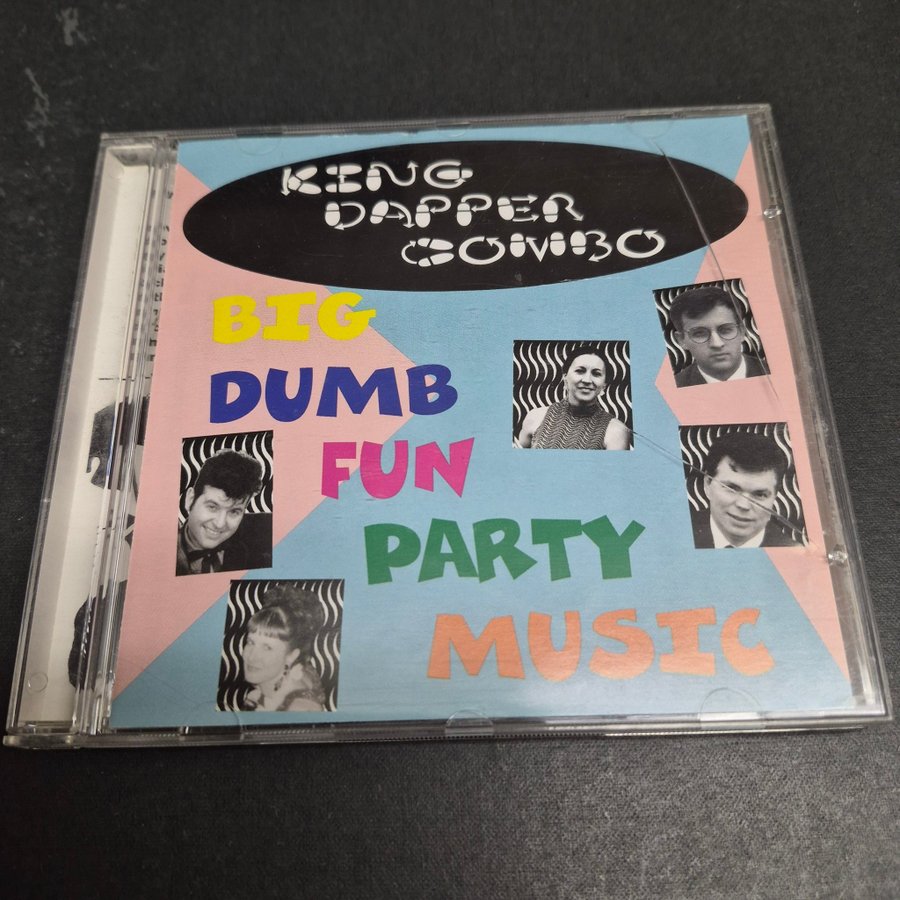 KING
DAPPER
COMBO
BIG
DUMB
FUN
PARTY
MUSIC